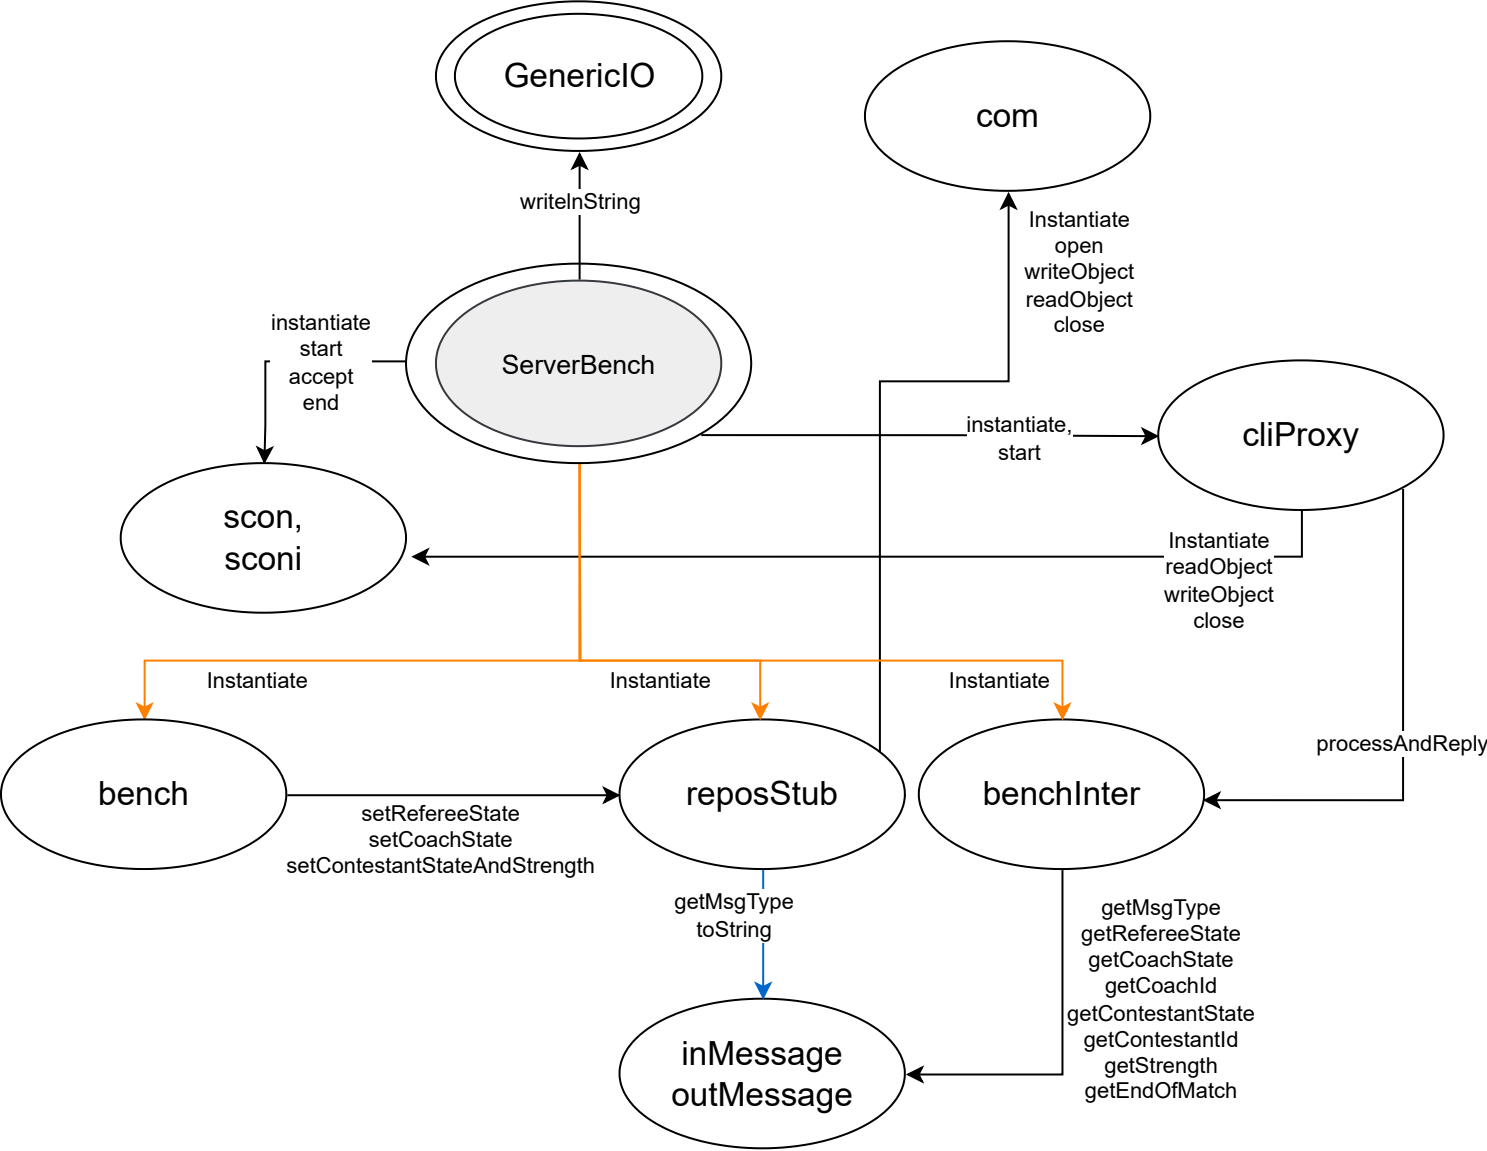 GenericIO
com
writelnString
Instantiate
open
writeObject
readObject
close
instantiate
start
accept
end
ServerBench
instantiate,
start
cliProxy
scon,
sconi
Instantiate
readObject
writeObject
close
Instantiate
Instantiate
Instantiate
processAndReply
bench
reposStub
benchInter
setRefereeState
setCoachState
setContestantStateAndStrength
getMsgType
toString
getMsgType
getRefereeState
getCoachState
getCoachId
getContestantState
getContestantId
getStrength
getEndOfMatch
inMessage
outMessage